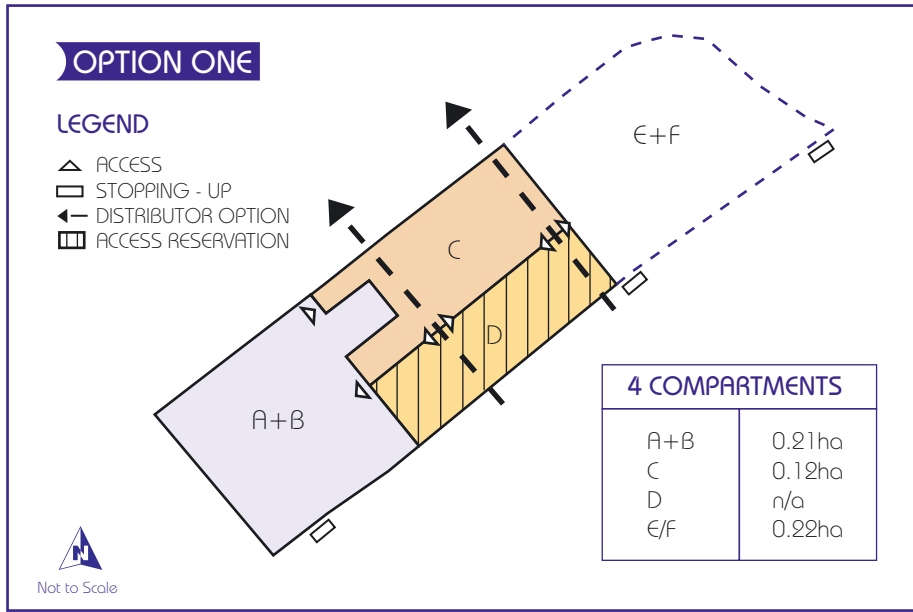 OPTION ONE
LEGEND
ACCESS
STOPPING - UP
DISTRIBUTOR OPTION
ACCESS RESERVATION
E+F
C
D
A+B
4 COMPARTMENTS
A+B 0.21ha
C 0.12ha
D n/a
E/F 0.22ha
N
Not to Scale